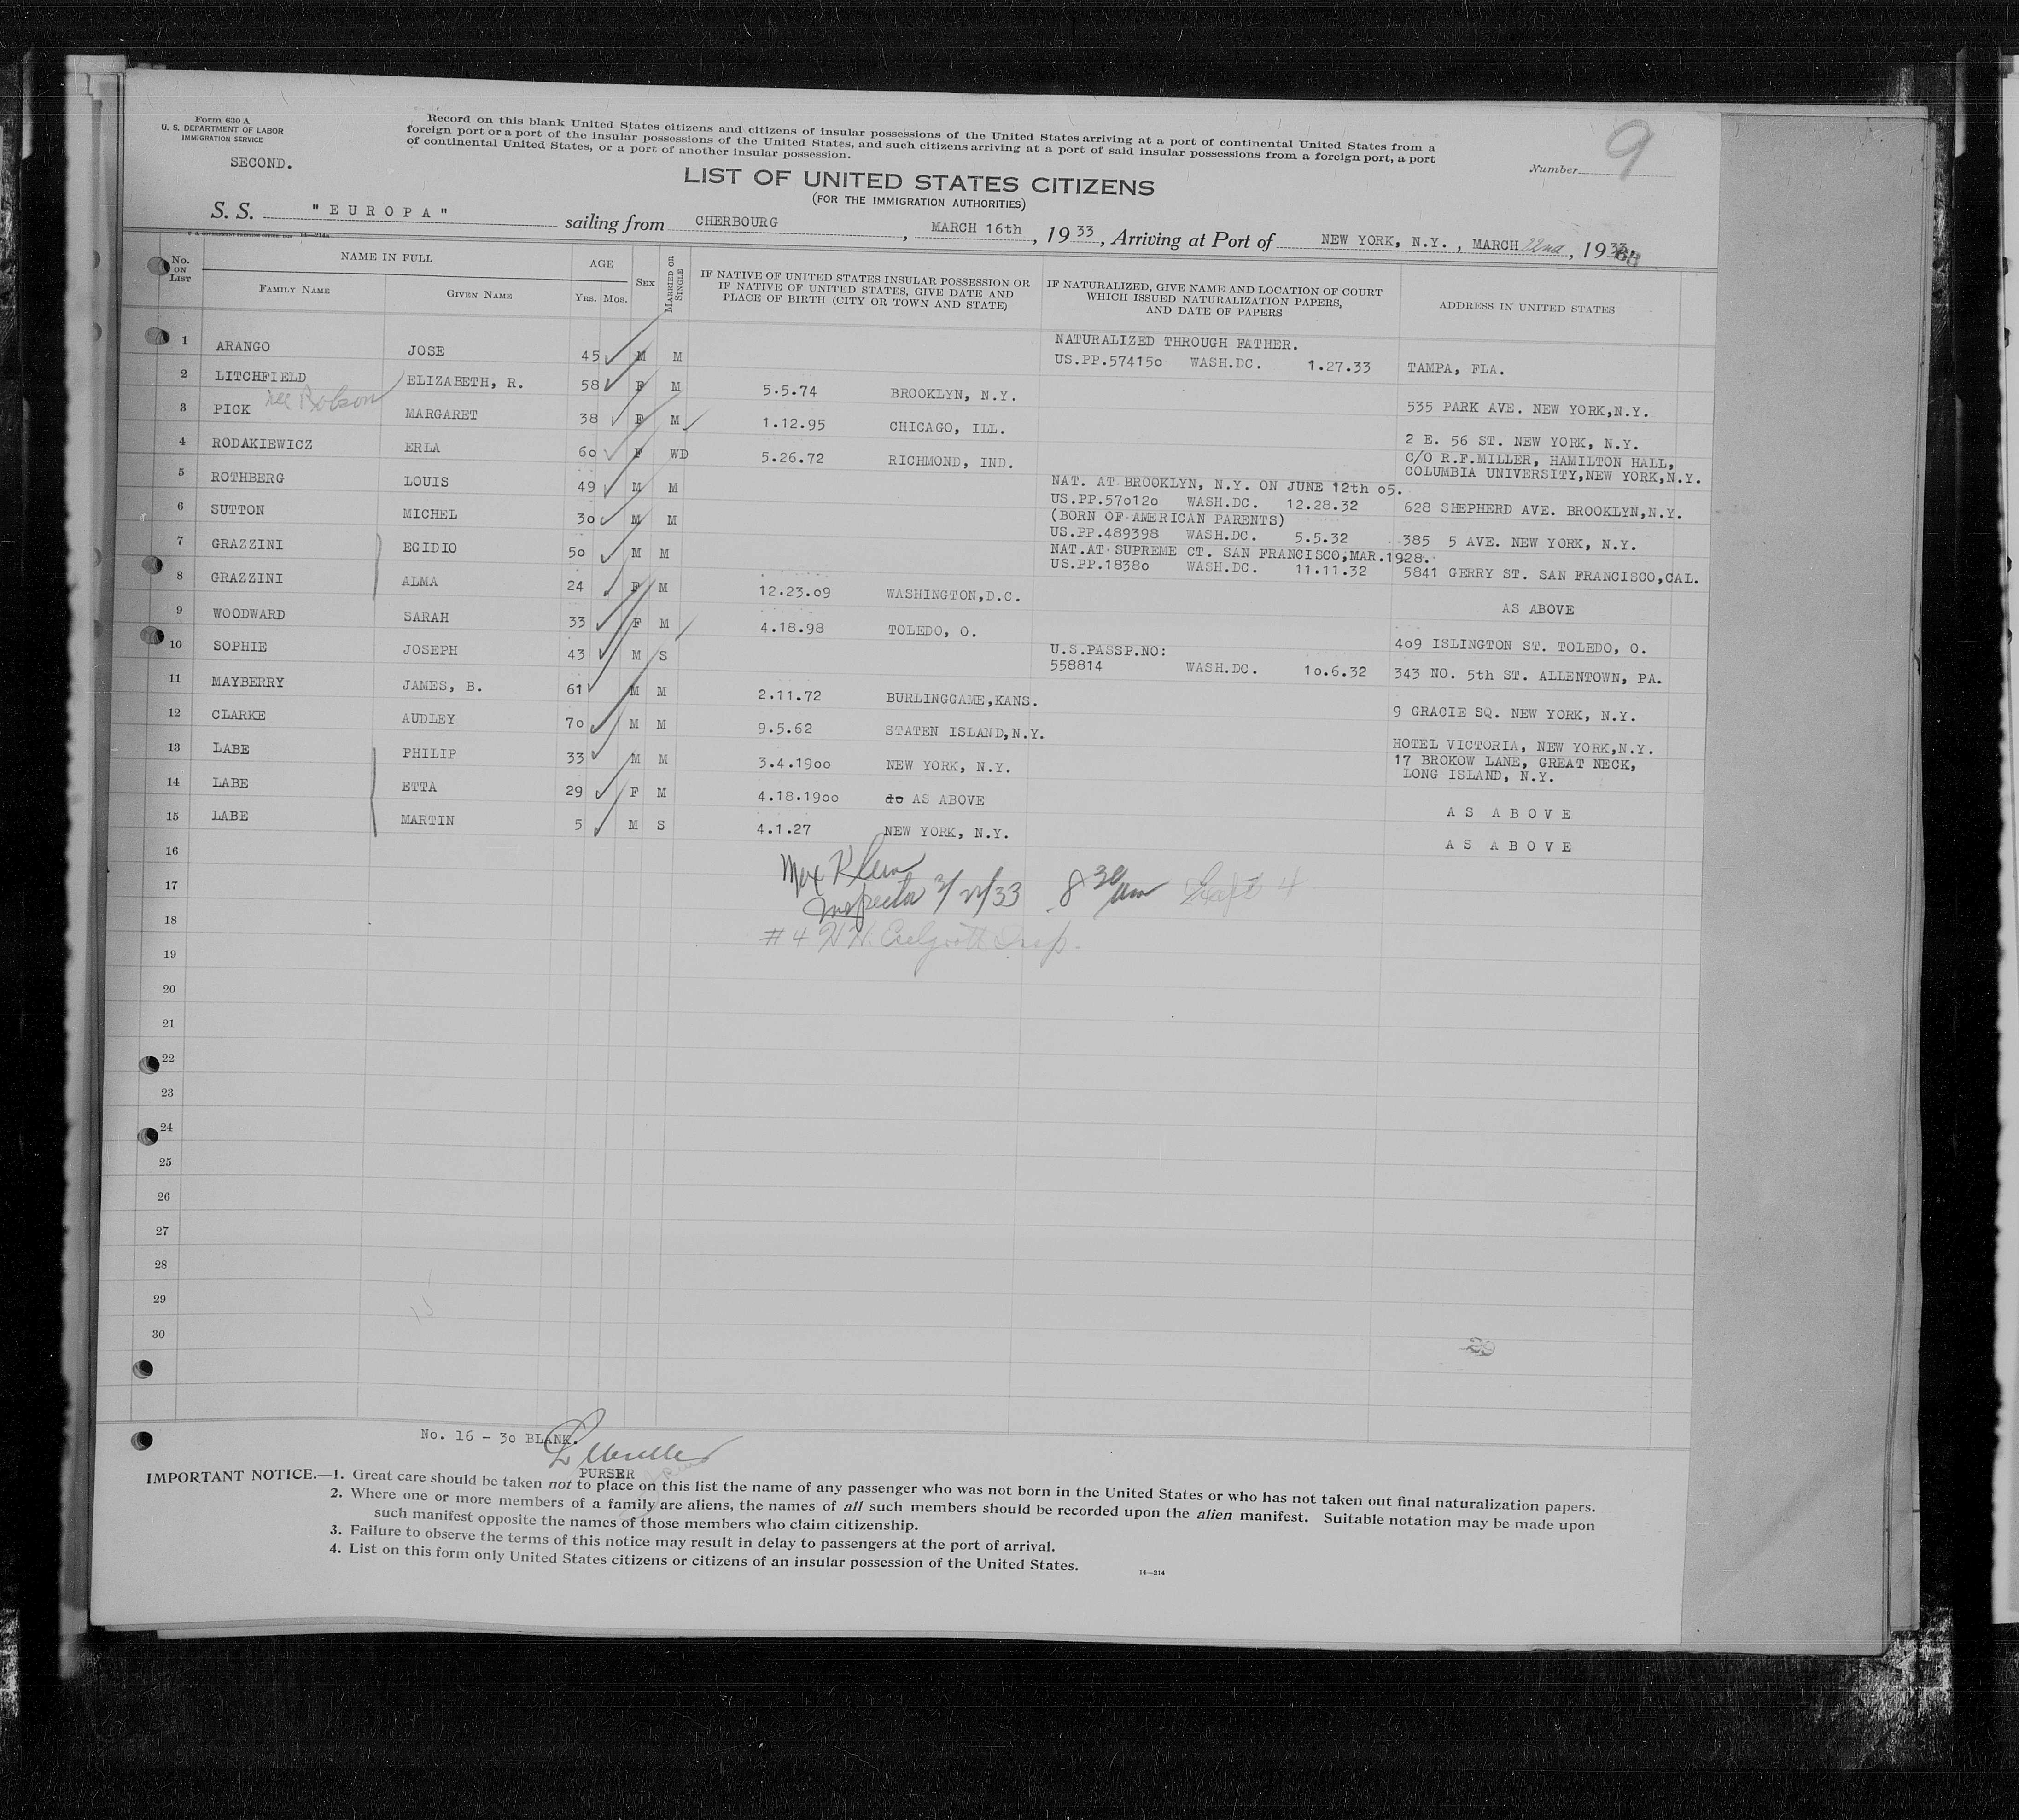 Form 630 A
U. S. DEPARTMENT OF LABOR
IMMIGRATION SERVICE
SECOND.
Record on this blank United States citizens and citizens of insular possessions of the United States arriving at a port of continental United States from a
foreign port or a port of the insular possessions of the United States, and such citizens arriving at a port of said insular possessions from a foreign port, a port
of continental United States, or a port of another insular possession.
Number 9
LIST OF UNITED STATES CITIZENS
(FOR THE IMMIGRATION AUTHORITIES)
S. S. "EUROPA" sailing from CHERBOURG, MARCH 16th, 1933, Arriving at Port of NEW YORK, N.Y., MARCH 22nd, 1933
No. ON LIST
NAME IN FULL
FAMILY NAME GIVEN NAME
AGE
YRS. MOS.
SEX
MARRIED OR SINGLE
IF NATIVE OF UNITED STATES INSULAR POSSESSION OR
IF NATIVE OF UNITED STATES, GIVE DATE AND
PLACE OF BIRTH (CITY OR TOWN AND STATE)
IF NATURALIZED, GIVE NAME AND LOCATION OF COURT
WHICH ISSUED NATURALIZATION PAPERS,
AND DATE OF PAPERS
ADDRESS IN UNITED STATES
1 ARANGO JOSE 45 M M NATURALIZED THROUGH FATHER.
US.PP.574150 WASH.DC. 1.27.33 TAMPA, FLA.
2 LITCHFIELD ELIZABETH, R. 58 F M 5.5.74 BROOKLYN, N.Y. 535 PARK AVE. NEW YORK,N.Y.
nee
3 PICK MARGARET 38 F M 1.12.95 CHICAGO, ILL. 2 E. 56 ST. NEW YORK, N.Y.
4 RODAKIEWICZ ERLA 60 F WD 5.26.72 RICHMOND, IND. C/O R.F.MILLER, HAMILTON HALL,
COLUMBIA UNIVERSITY,NEW YORK,N.Y.
5 ROTHBERG LOUIS 49 M M NAT. AT BROOKLYN, N.Y. ON JUNE 12th 05.
US.PP.570120 WASH.DC. 12.28.32 628 SHEPHERD AVE. BROOKLYN,N.Y.
6 SUTTON MICHEL 30 M M (BORN OF AMERICAN PARENTS)
US.PP.489398 WASH.DC. 5.5.32 385 5 AVE. NEW YORK, N.Y.
7 GRAZZINI EGIDIO 50 M M NAT.AT SUPREME CT. SAN FRANCISCO,MAR.1928.
US.PP.18380 WASH.DC. 11.11.32 5841 GERRY ST. SAN FRANCISCO,CAL.
8 GRAZZINI ALMA 24 F M 12.23.09 WASHINGTON,D.C. AS ABOVE
9 WOODWARD SARAH 33 F M 4.18.98 TOLEDO, O. 409 ISLINGTON ST. TOLEDO, O.
10 SOPHIE JOSEPH 43 M S U.S.PASSP.NO:
558814 WASH.DC. 10.6.32 343 NO. 5th ST. ALLENTOWN, PA.
11 MAYBERRY JAMES, B. 61 M M 2.11.72 BURLINGGAME,KANS. 9 GRACIE SQ. NEW YORK, N.Y.
12 CLARKE AUDLEY 70 M M 9.5.62 STATEN ISLAND,N.Y. HOTEL VICTORIA, NEW YORK,N.Y.
13 LABE PHILIP 33 M M 3.4.1900 NEW YORK, N.Y. 17 BROKOW LANE, GREAT NECK,
LONG ISLAND, N.Y.
14 LABE ETTA 29 F M 4.18.1900 do AS ABOVE AS ABOVE
15 LABE MARTIN 5 M S 4.1.27 NEW YORK, N.Y. AS ABOVE
16
Max Klein
17
Inspector 3/22/33 8 30 am
18
#4 H.H. Insp.
19
20
21
22
23
24
25
26
27
28
29
30
No. 16 - 30 BLANK.
PURSER
IMPORTANT NOTICE.—1. Great care should be taken not to place on this list the name of any passenger who was not born in the United States or who has not taken out final naturalization papers.
2. Where one or more members of a family are aliens, the names of all such members should be recorded upon the alien manifest. Suitable notation may be made upon
such manifest opposite the names of those members who claim citizenship.
3. Failure to observe the terms of this notice may result in delay to passengers at the port of arrival.
4. List on this form only United States citizens or citizens of an insular possession of the United States.
14—214